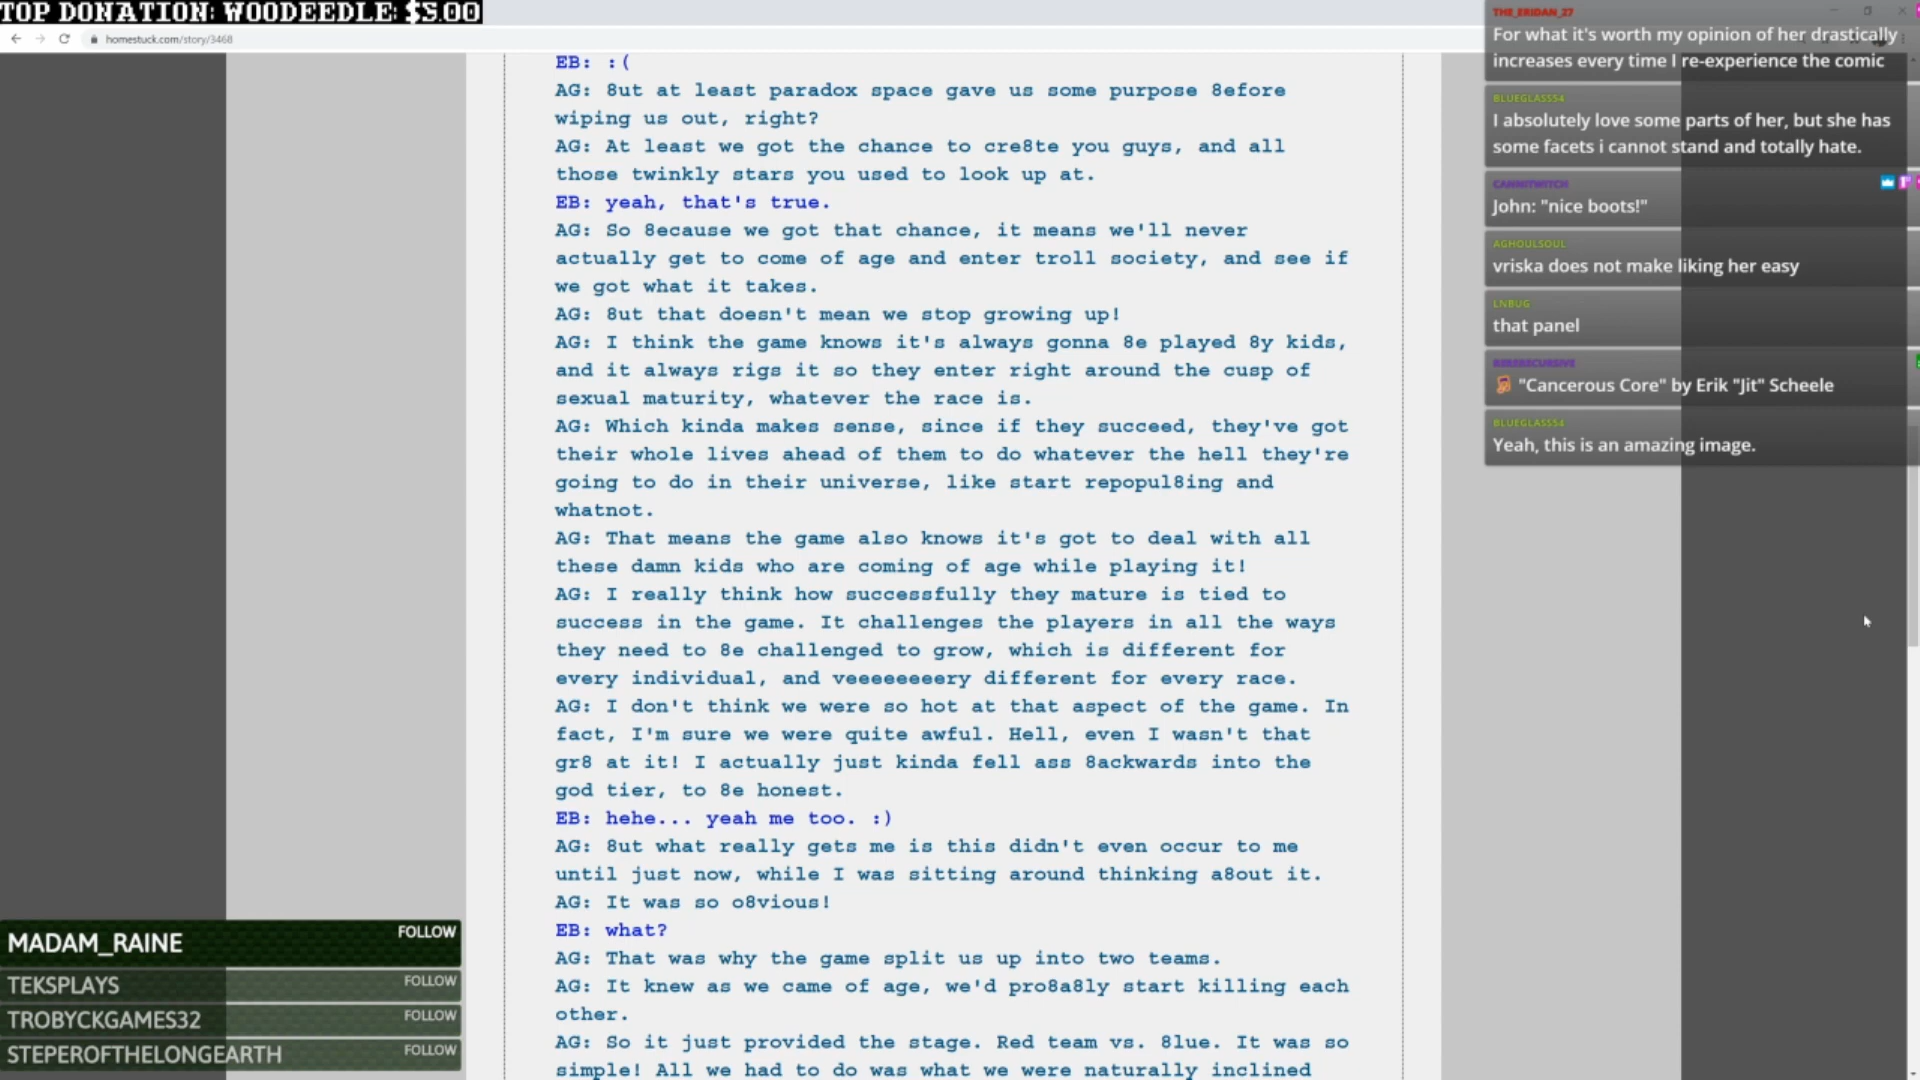 TOP DONATION: WOODEEDLE: $5.00
homestuck.com/story/3468
EB: :(
AG: 8ut at least paradox space gave us some purpose 8efore
wiping us out, right?
AG: At least we got the chance to cre8te you guys, and all
those twinkly stars you used to look up at.
EB: yeah, that's true.
AG: So 8ecause we got that chance, it means we'll never
actually get to come of age and enter troll society, and see if
we got what it takes.
AG: 8ut that doesn't mean we stop growing up!
AG: I think the game knows it's always gonna 8e played 8y kids,
and it always rigs it so they enter right around the cusp of
sexual maturity, whatever the race is.
AG: Which kinda makes sense, since if they succeed, they've got
their whole lives ahead of them to do whatever the hell they're
going to do in their universe, like start repopul8ing and
whatnot.
AG: That means the game also knows it's got to deal with all
these damn kids who are coming of age while playing it!
AG: I really think how successfully they mature is tied to
success in the game. It challenges the players in all the ways
they need to 8e challenged to grow, which is different for
every individual, and veeeeeeeery different for every race.
AG: I don't think we were so hot at that aspect of the game. In
fact, I'm sure we were quite awful. Hell, even I wasn't that
gr8 at it! I actually just kinda fell ass 8ackwards into the
god tier, to 8e honest.
EB: hehe... yeah me too. :)
AG: 8ut what really gets me is this didn't even occur to me
until just now, while I was sitting around thinking a8out it.
AG: It was so o8vious!
EB: what?
AG: That was why the game split us up into two teams.
AG: It knew as we came of age, we'd pro8a8ly start killing each
other.
AG: So it just provided the stage. Red team vs. 8lue. It was so
simple! All we had to do was what we were naturally inclined
THE_ERIDAN_27
For what it's worth my opinion of her drastically
increases every time I re-experience the comic
BLUEGLASS54
I absolutely love some parts of her, but she has
some facets i cannot stand and totally hate.
CANNITWITCH
John: "nice boots!"
AGHOULSOUL
vriska does not make liking her easy
LNBUG
that panel
"Cancerous Core" by Erik "Jit" Scheele
BLUEGLASS54
Yeah, this is an amazing image.
MADAM_RAINE FOLLOW
TEKSPLAYS FOLLOW
TROBYCKGAMES32 FOLLOW
STEPEROFTHELONGEARTH FOLLOW